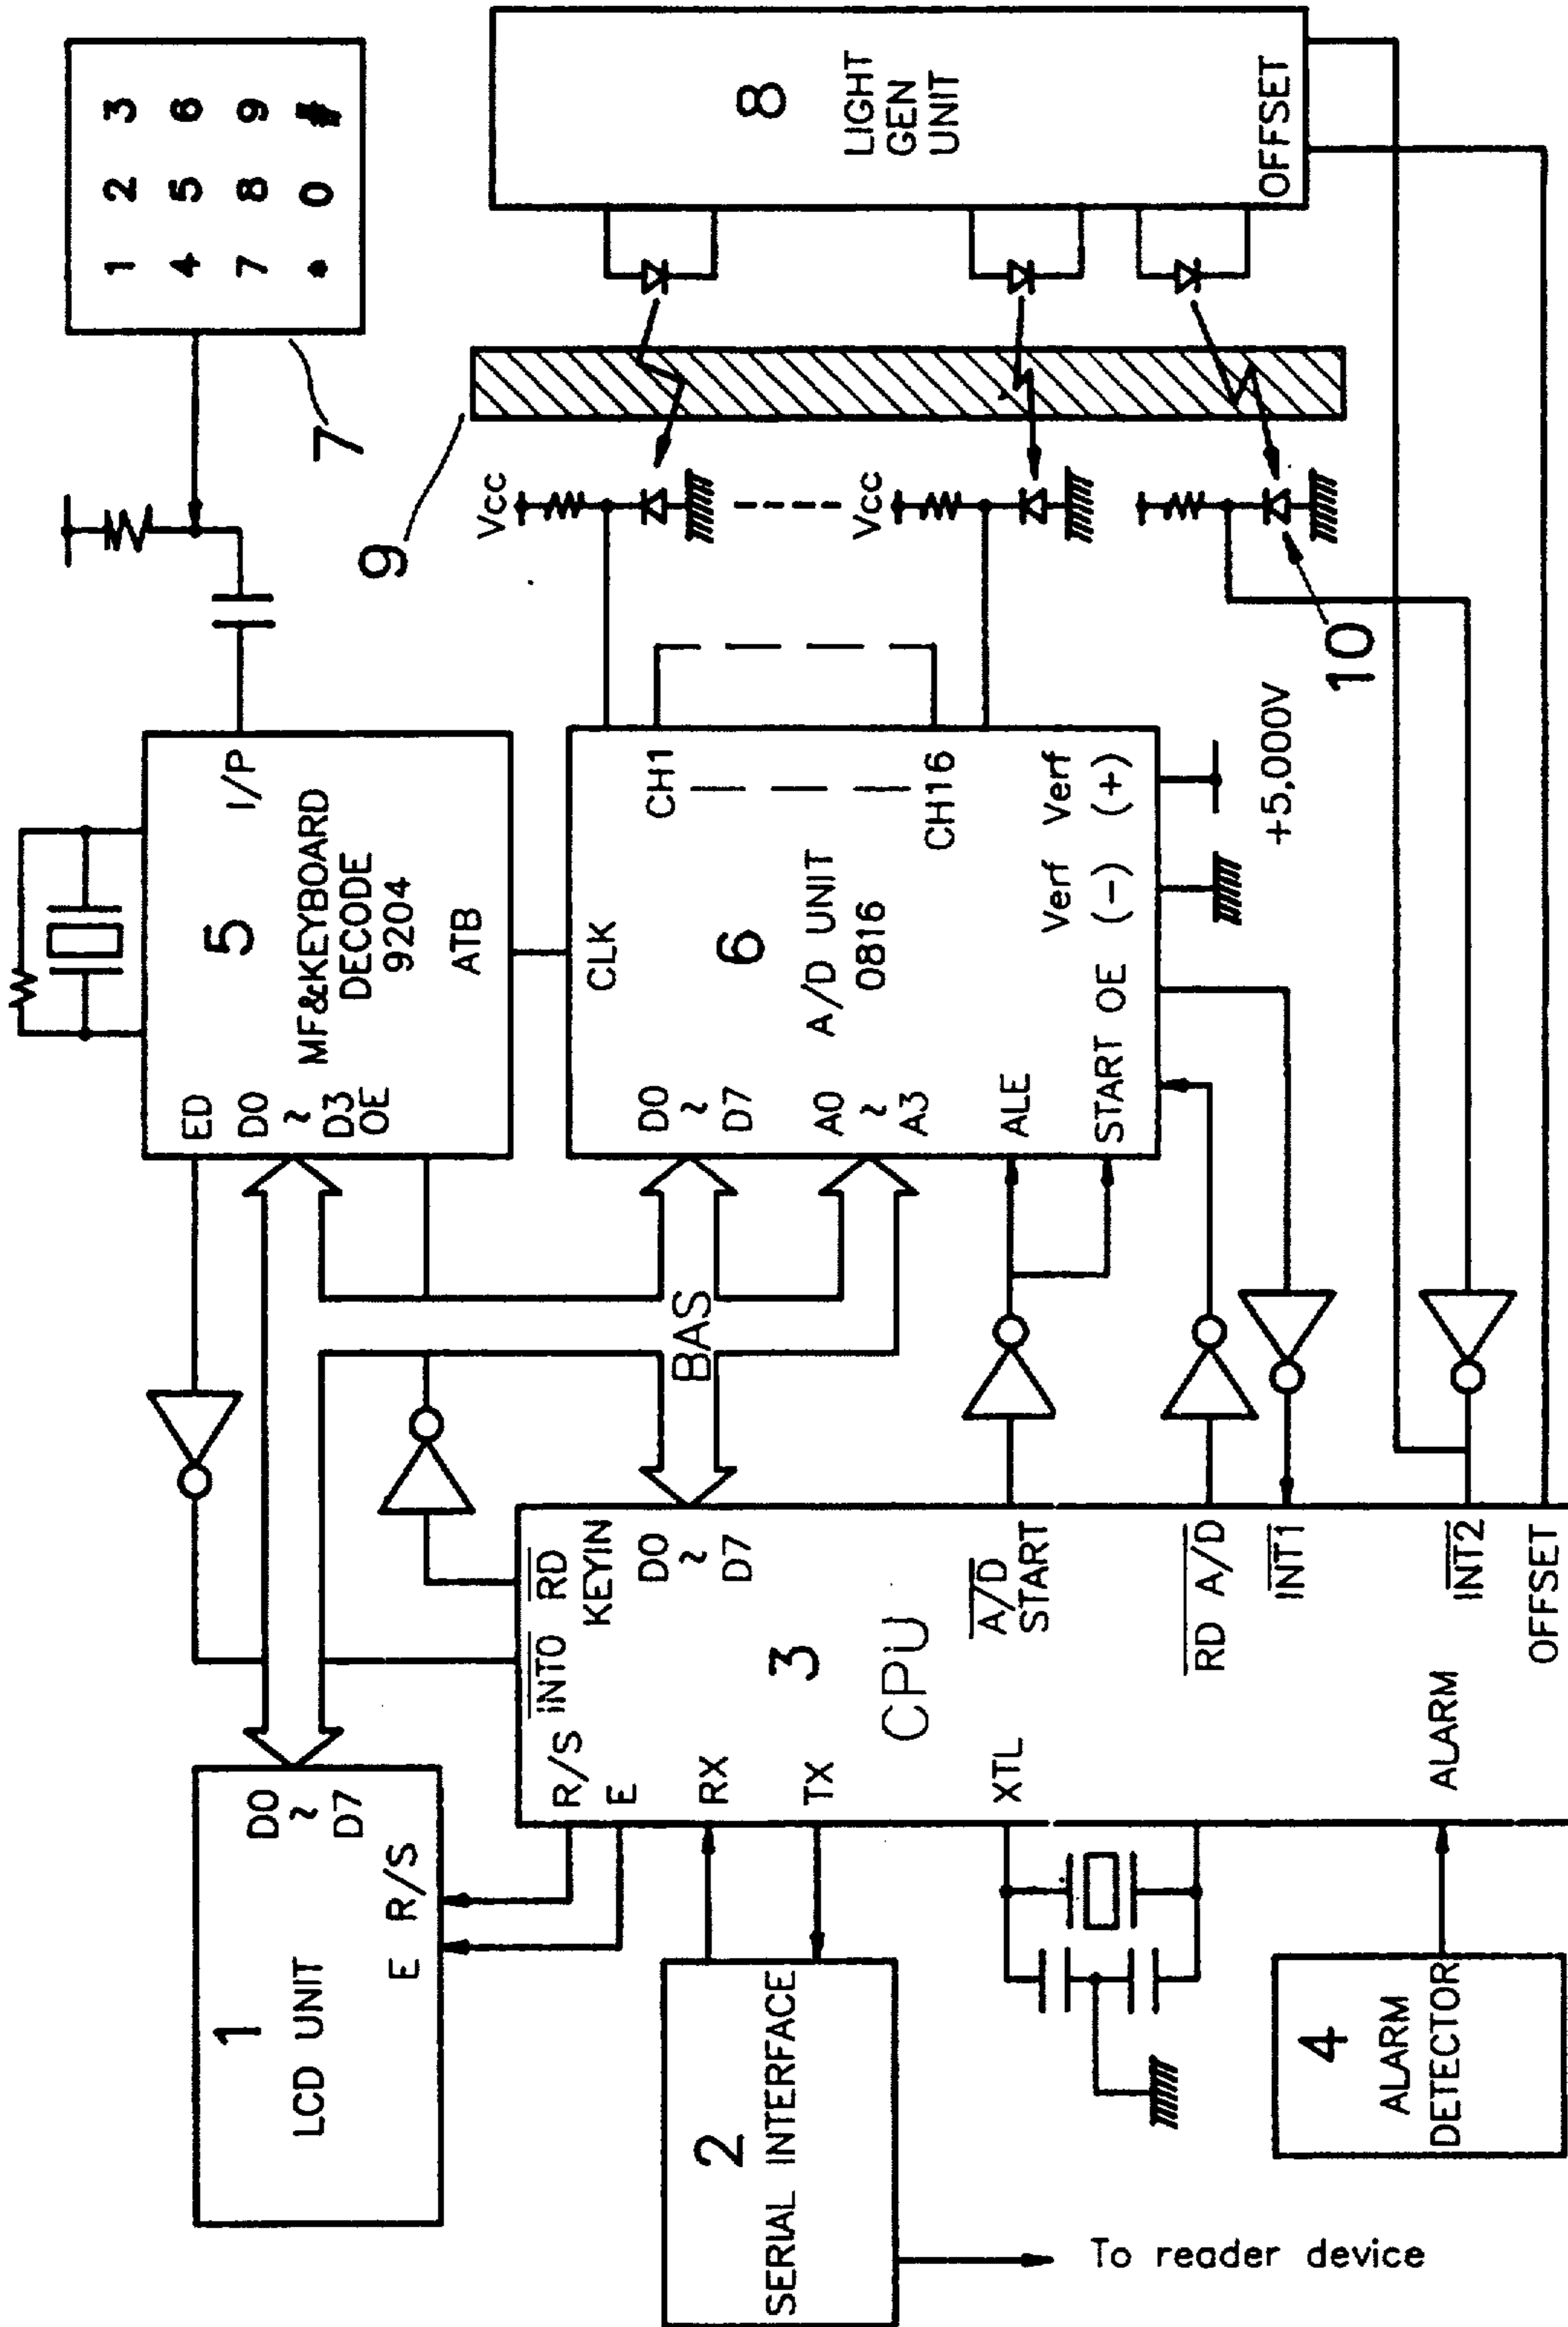 1
LCD UNIT
D0
~
D7
E R/S
2
SERIAL INTERFACE
To reader device
3
CPU
R/S
E
RX
TX
XTL
ALARM
INTO RD
KEYIN
D0
~
D7
A/D
START
RD A/D
INT1
INT2
OFFSET
4
ALARM
DETECTOR
5
MF&KEYBOARD
DECODE
9204
ED
D0
~
D3
OE
I/P
ATB
BAS
6
A/D UNIT
0816
CLK
D0
~
D7
A0
~
A3
ALE
START OE
CH1
CH16
Verf
(-)
Verf
(+)
+5,000V
1 2 3
4 5 6
7 8 9
* 0 #
7
Vcc
Vcc
8
LIGHT
GEN
UNIT
OFFSET
9
10